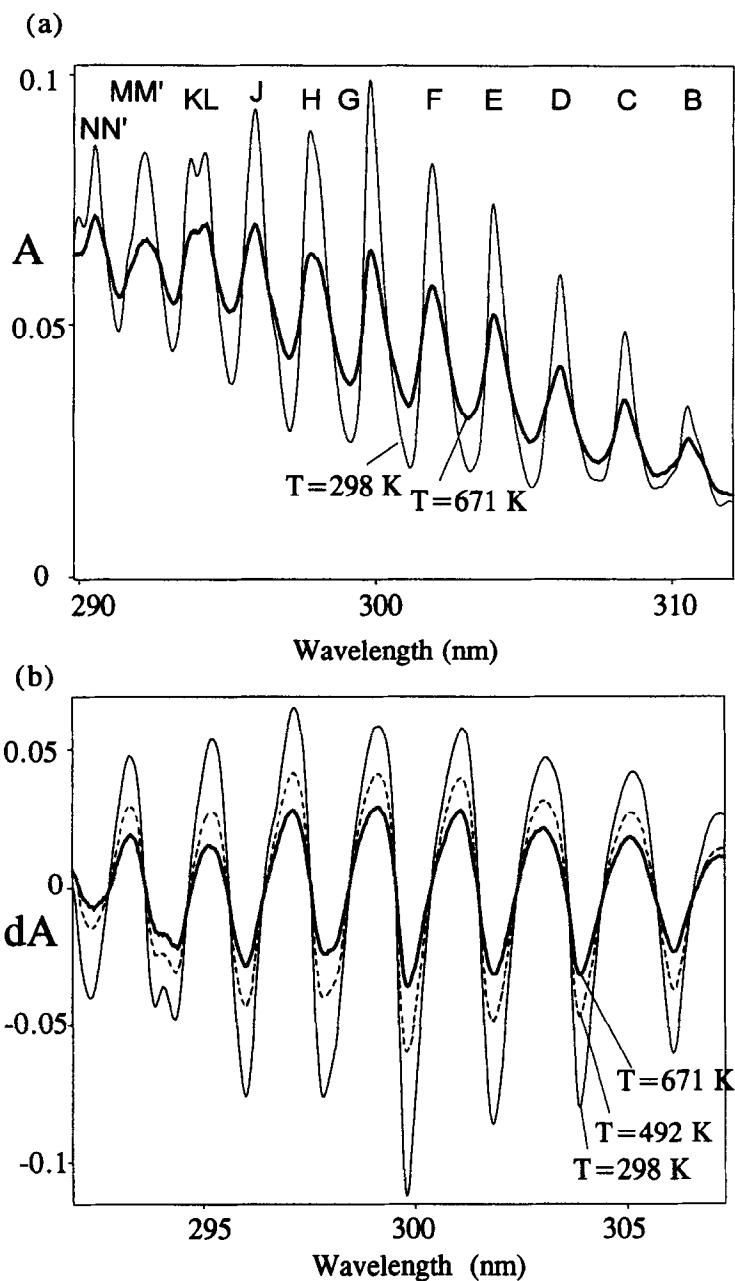 (a)
0.1
MM'
KL
J
H
G
F
E
D
C
B
NN'
A
0.05
T=298 K
T=671 K
0
290
300
310
Wavelength (nm)
(b)
0.05
0
dA
-0.05
T=671 K
T=492 K
-0.1
T=298 K
295
300
305
Wavelength (nm)